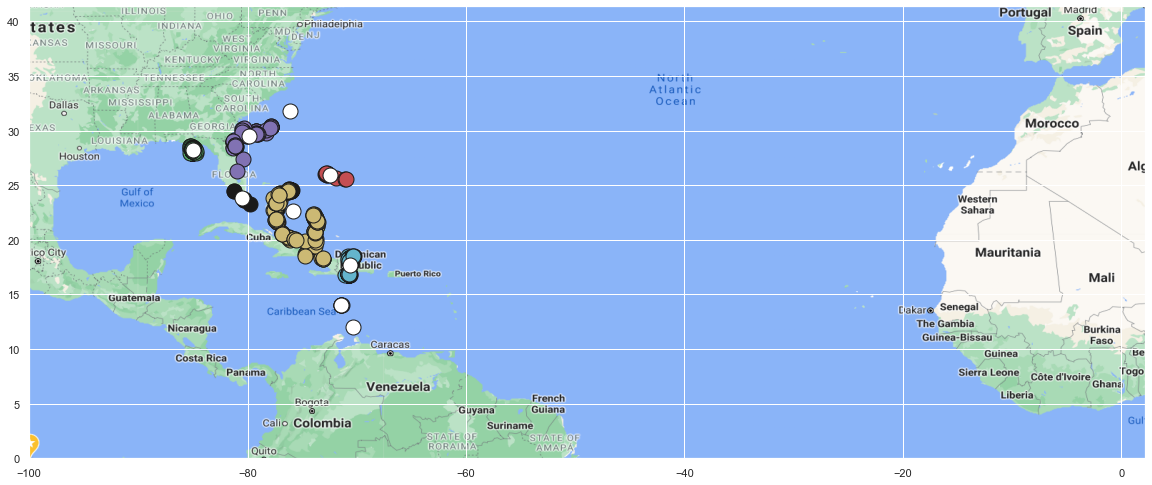 ILLINOIS
OHIO
PENN
Philadelphia
tates
INDIANA
MD
DE
NJ
ANSAS
MISSOURI
WEST
VIRGINIA
KENTUCKY
VIRGINIA
OKLAHOMA
TENNESSEE
NORTH
CAROLINA
ARKANSAS
MISSISSIPPI
SOUTH
CAROLINA
Dallas
ALABAMA
EXAS
GEORGIA
LOUISIANA
Houston
FLORIDA
Gulf of
Mexico
North
Atlantic
Ocean
Portugal
Madrid
Spain
Morocco
Alg
Western
Sahara
Mauritania
Mali
Cuba
ico City
Dominican
public
Puerto Rico
Guatemala
Caribbean Sea
Nicaragua
Costa Rica
Panama
Caracas
Venezuela
Bogota
Cali
Colombia
Guyana
French
Guiana
Suriname
STATE OF
RORAIMA
STATE OF
AMAPA
Quito
Dakar
Senegal
The Gambia
Guinea-Bissau
Burkina
Faso
Guinea
Be
Sierra Leone
Côte d'Ivoire
Togo
Ghana
Liberia
Gulf
40
35
30
25
20
15
10
5
0
−100
−80
−60
−40
−20
0